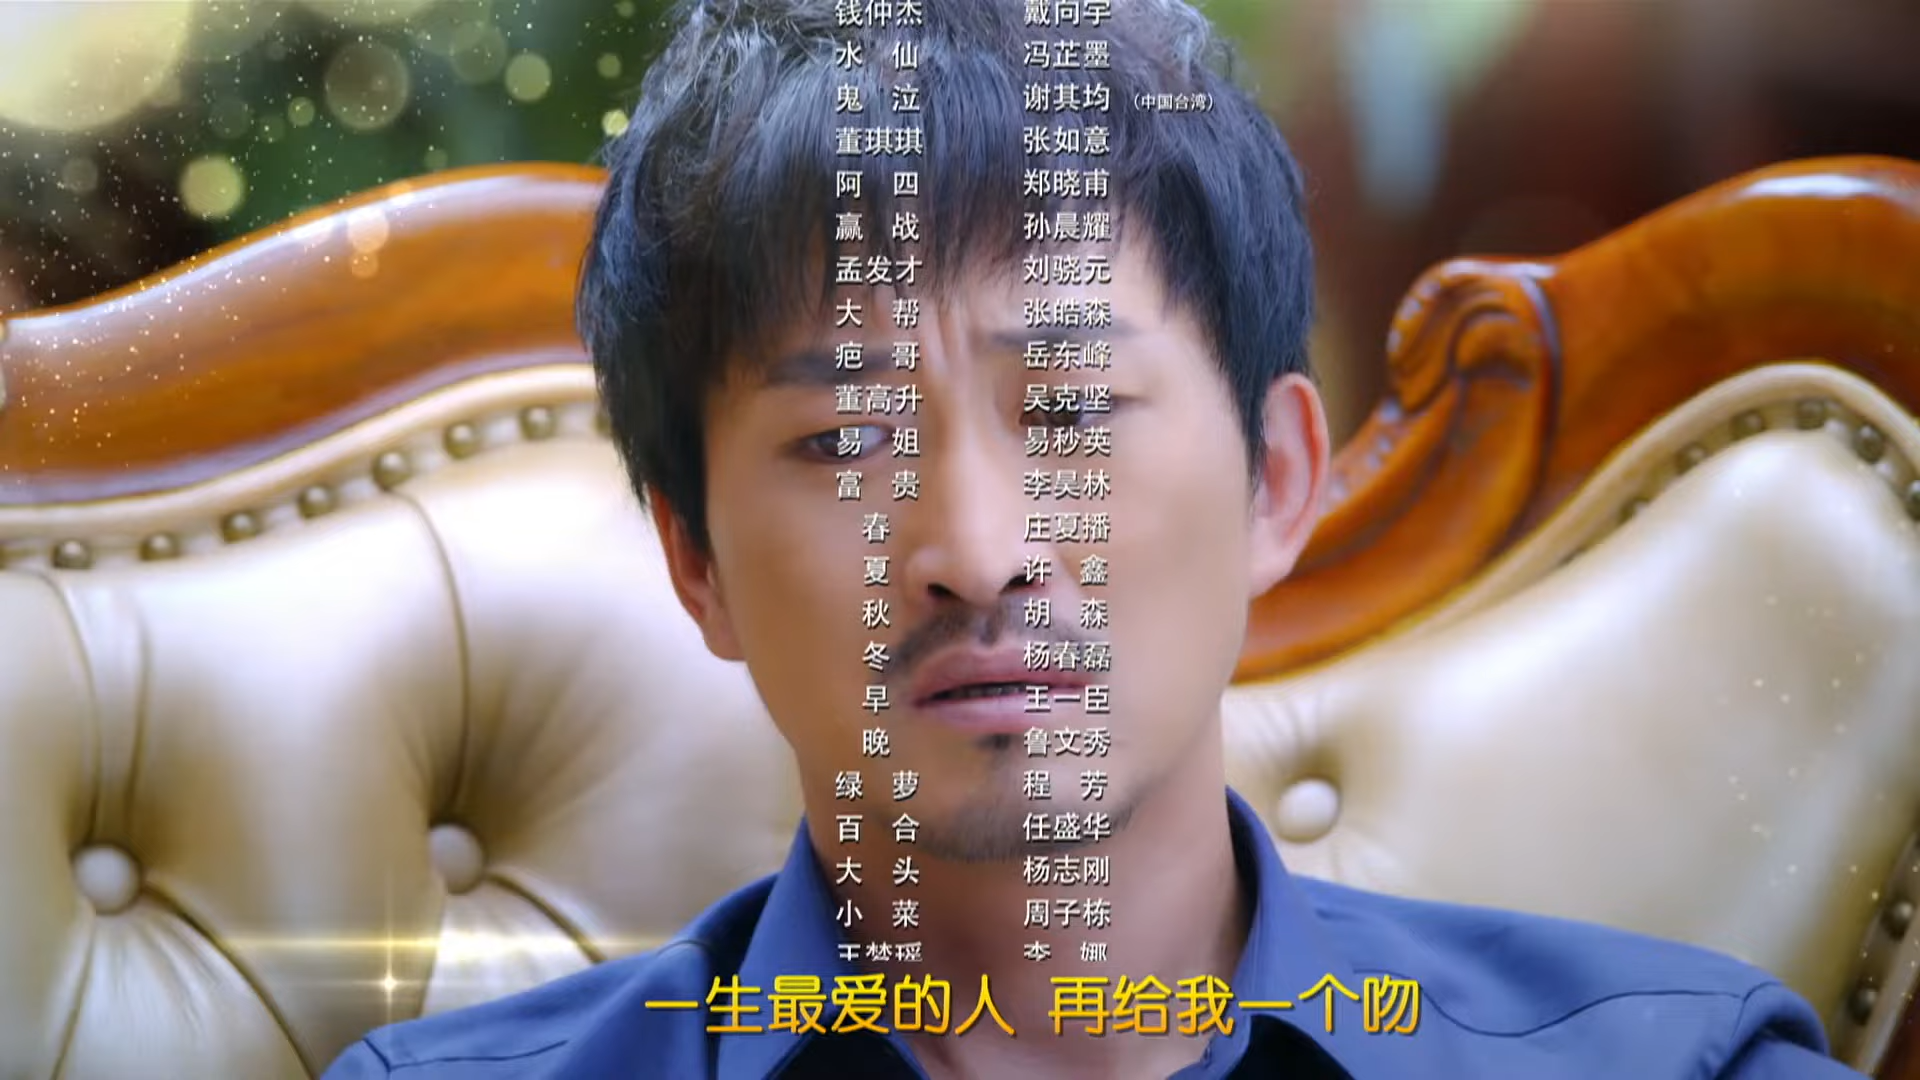 钱仲杰 戴向宇
水仙 冯芷墨
鬼泣 谢其均 (中国台湾)
董琪琪 张如意
阿四 郑晓甫
赢战 孙晨耀
孟发才 刘骁元
大帮 张皓森
疤哥 岳东峰
董高升 吴克坚
易姐 易秒英
富贵 李昊林
春 庄夏播
夏 许鑫
秋 胡森
冬 杨春磊
早 王一臣
晚 鲁文秀
绿萝 程芳
百合 任盛华
大头 杨志刚
小菜 周子栋
王梦瑶 李娜
一生最爱的人 再给我一个吻